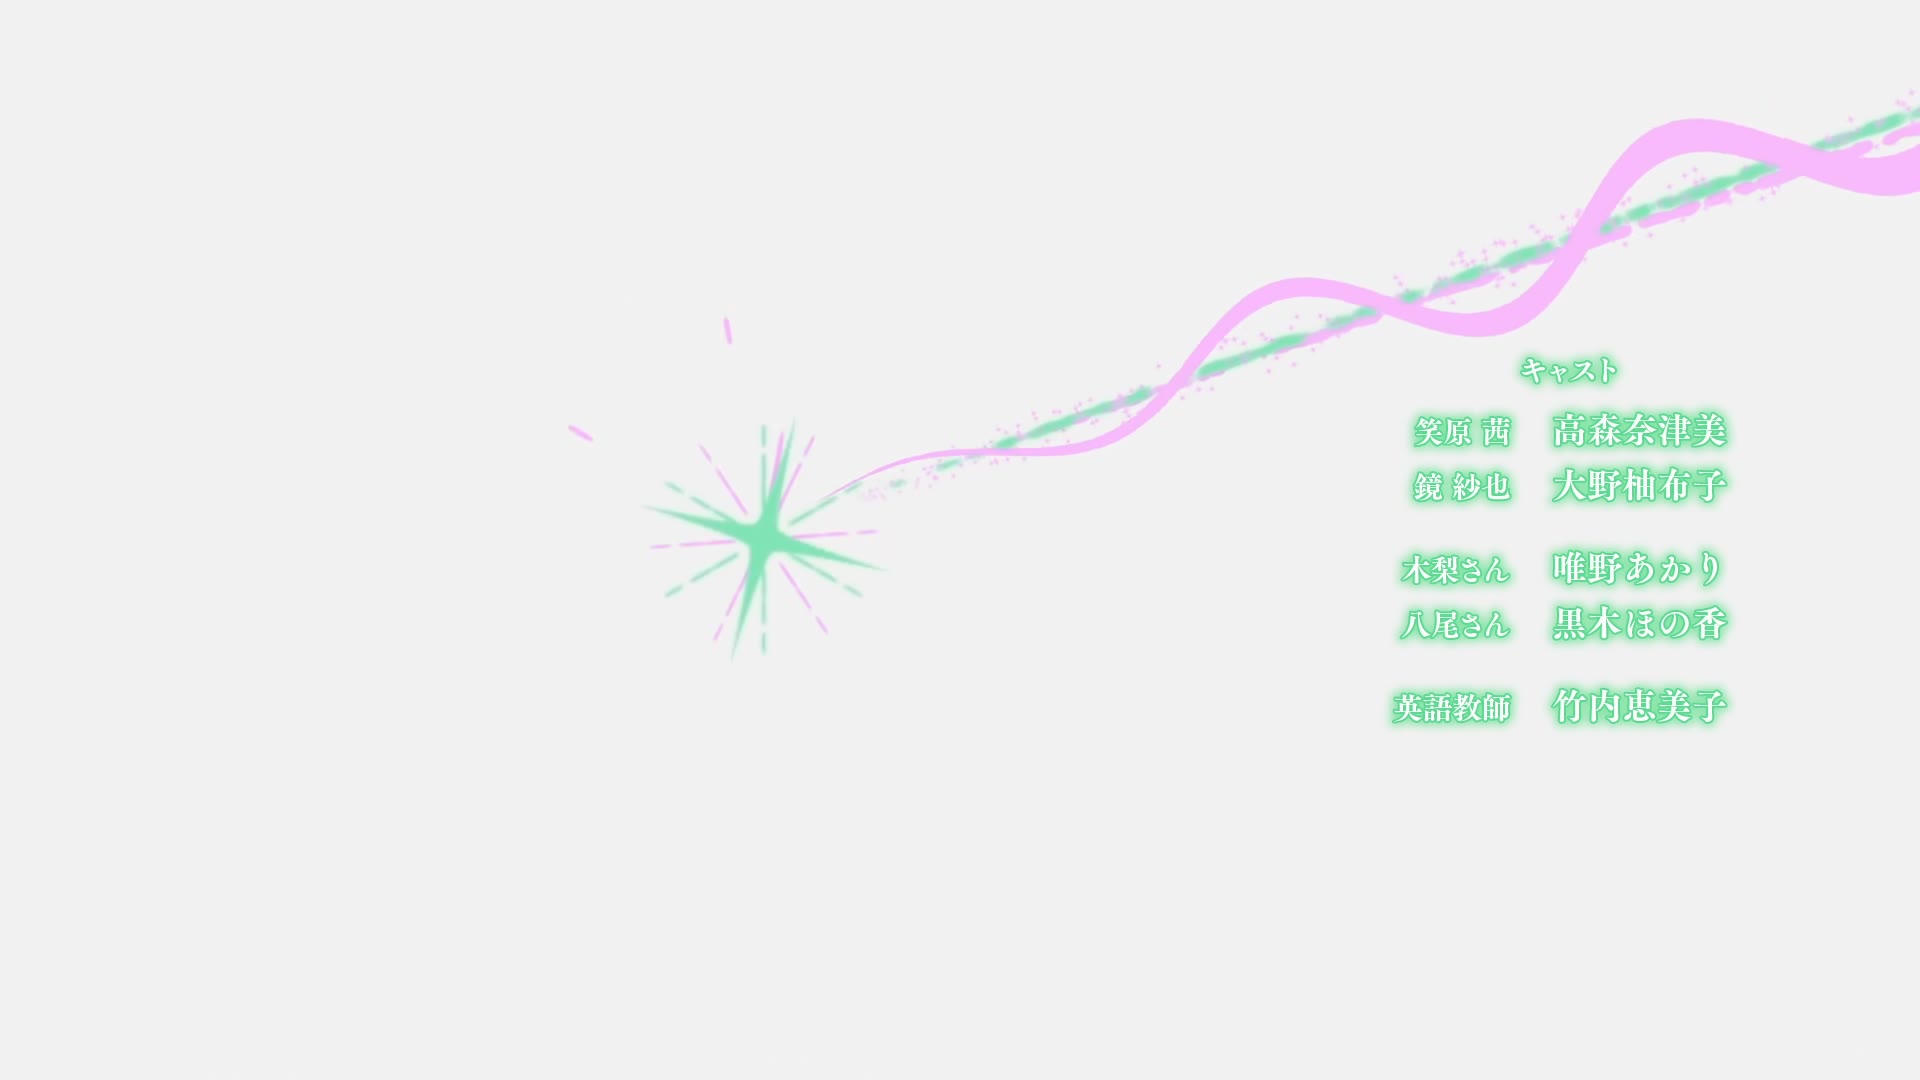 キャスト
笑原 茜 高森奈津美
鏡 紗也 大野柚布子
木梨さん 唯野あかり
八尾さん 黒木ほの香
英語教師 竹内恵美子